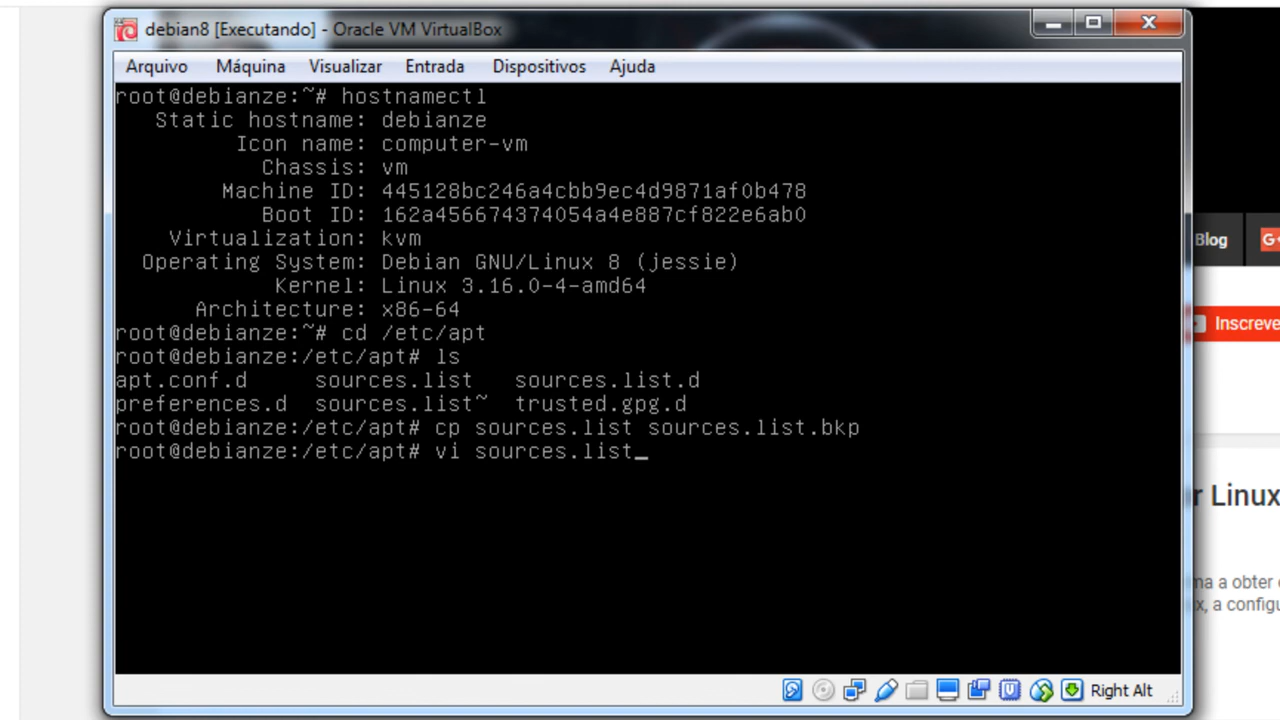 debian8 [Executando] - Oracle VM VirtualBox
Arquivo Máquina Visualizar Entrada Dispositivos Ajuda
root@debianze:~# hostnamectl
Static hostname: debianze
Icon name: computer-vm
Chassis: vm
Machine ID: 445128bc246a4cbb9ec4d9871af0b478
Boot ID: 162a456674374054a4e887cf822e6ab0
Virtualization: kvm
Operating System: Debian GNU/Linux 8 (jessie)
Kernel: Linux 3.16.0-4-amd64
Architecture: x86-64
root@debianze:~# cd /etc/apt
root@debianze:/etc/apt# ls
apt.conf.d sources.list sources.list.d
preferences.d sources.list~ trusted.gpg.d
root@debianze:/etc/apt# cp sources.list sources.list.bkp
root@debianze:/etc/apt# vi sources.list_
Right Alt
Blog G+
Inscreve
r Linux
ma a obter
x, a config